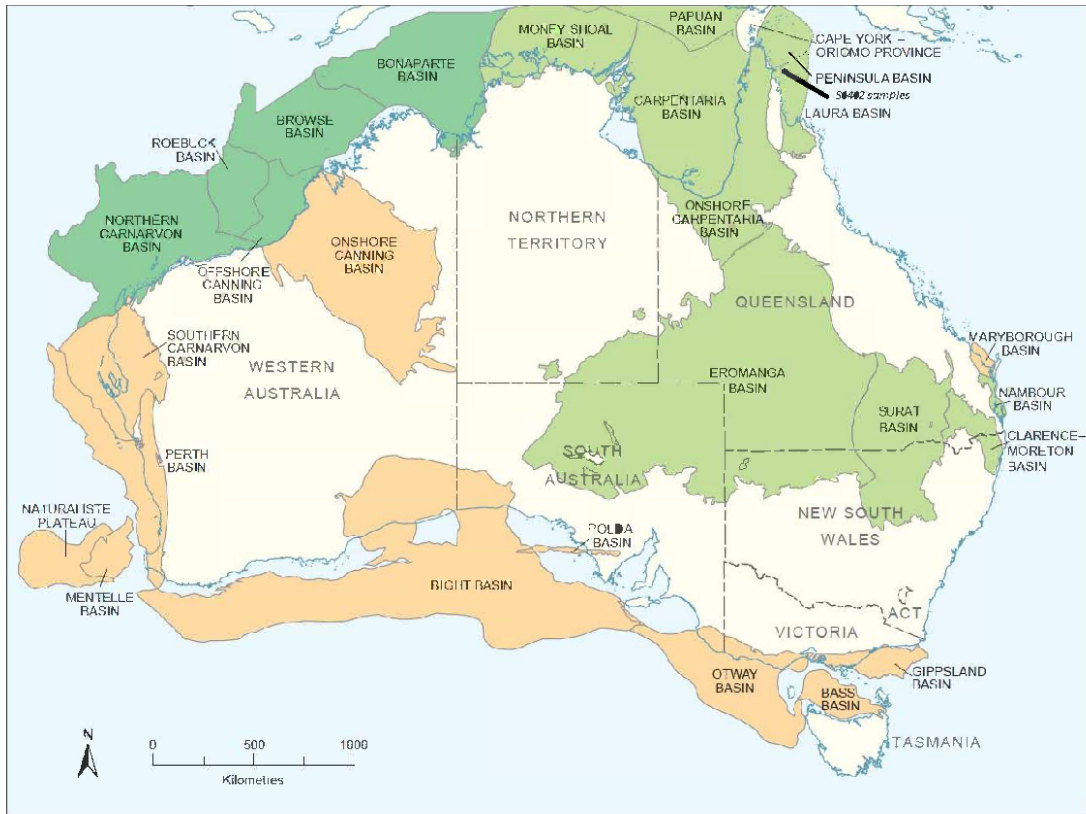 PAPUAN
BASIN
MONEY SHOAL
BASIN
CAPE YORK –
ORIOMO PROVINCE
BONAPARTE
BASIN
PENINSULA BASIN
samples
CARPENTARIA
BASIN
LAURA BASIN
BROWSE
BASIN
ROEBUCK
BASIN
NORTHERN
TERRITORY
ONSHORE
CARPENTARIA
BASIN
NORTHERN
CARNARVON
BASIN
ONSHORE
CANNING
BASIN
OFFSHORE
CANNING
BASIN
QUEENSLAND
SOUTHERN
CARNARVON
BASIN
MARYBOROUGH
BASIN
WESTERN
AUSTRALIA
EROMANGA
BASIN
NAMBOUR
BASIN
SURAT
BASIN
CLARENCE–
MORETON
BASIN
PERTH
BASIN
SOUTH
AUSTRALIA
NATURALISTE
PLATEAU
NEW SOUTH
WALES
POLDA
BASIN
MENTELLE
BASIN
BIGHT BASIN
ACT
VICTORIA
GIPPSLAND
BASIN
OTWAY
BASIN
BASS
BASIN
N
TASMANIA
0 500 1000
Kilometres